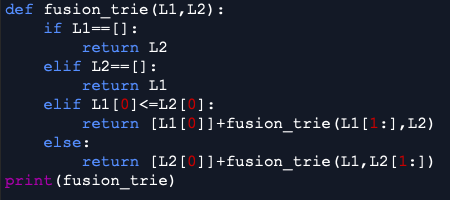 def fusion_trie(L1,L2):
    if L1==[]:
        return L2
    elif L2==[]:
        return L1
    elif L1[0]<=L2[0]:
        return [L1[0]]+fusion_trie(L1[1:],L2)
    else:
        return [L2[0]]+fusion_trie(L1,L2[1:])
print(fusion_trie)